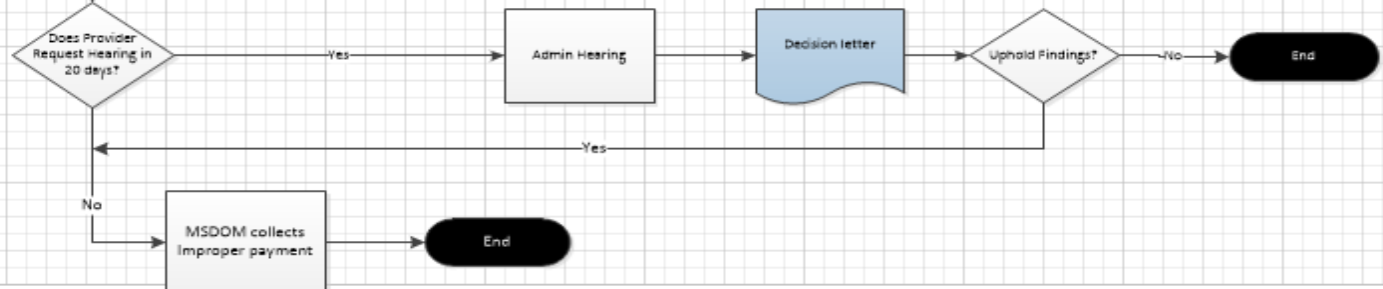 Does Provider
Request Hearing in
20 days?
Yes
Admin Hearing
Decision letter
Uphold Findings?
No
End
Yes
No
MSDOM collects
Improper payment
End